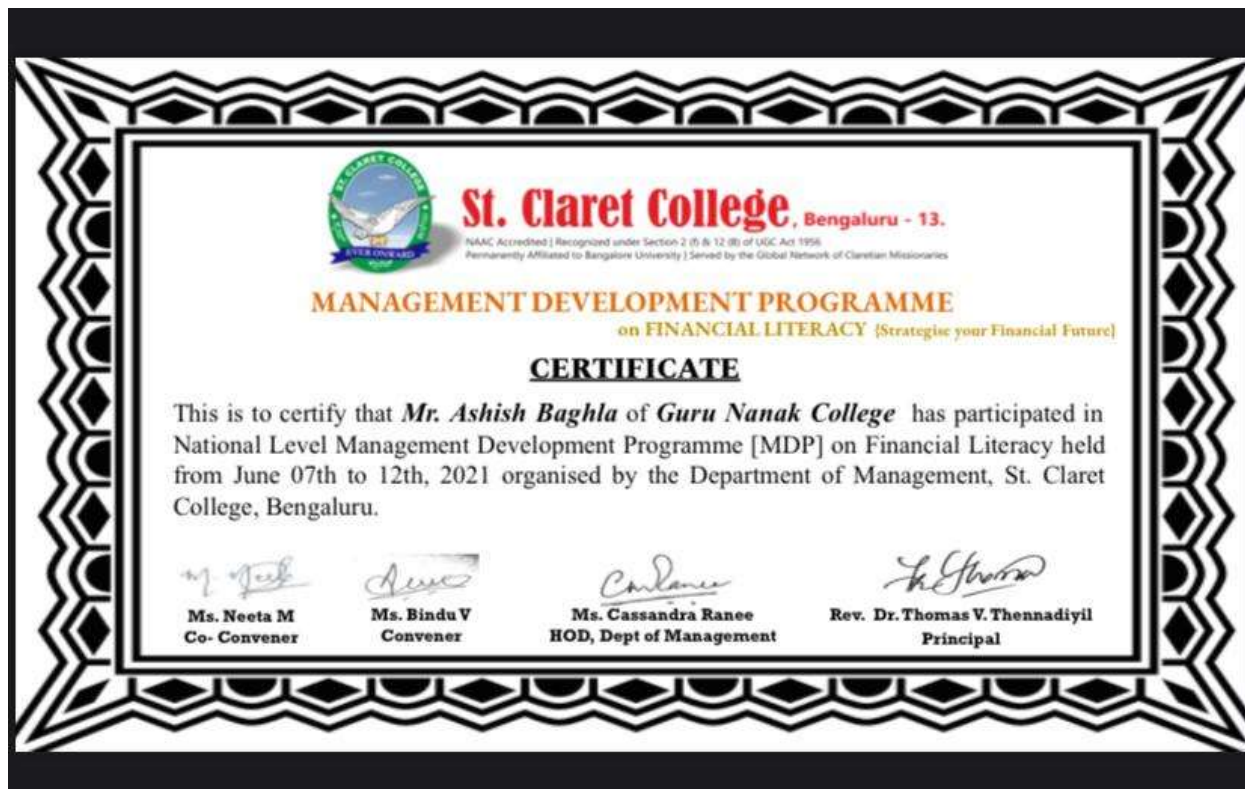 ST. CLARET COLLEGE
EVER ONWARD
St. Claret College, Bengaluru - 13.
NAAC Accredited | Recognized under Section 2 (f) & 12 (B) of UGC Act 1956
Permanently Affiliated to Bangalore University | Served by the Global Network of Claretian Missionaries
MANAGEMENT DEVELOPMENT PROGRAMME
on FINANCIAL LITERACY {Strategise your Financial Future}
CERTIFICATE
This is to certify that Mr. Ashish Baghla of Guru Nanak College has participated in
National Level Management Development Programme [MDP] on Financial Literacy held
from June 07th to 12th, 2021 organised by the Department of Management, St. Claret
College, Bengaluru.
Ms. Neeta M Ms. Bindu V Ms. Cassandra Ranee Rev. Dr. Thomas V. Thennadiyil
Co- Convener Convener HOD, Dept of Management Principal